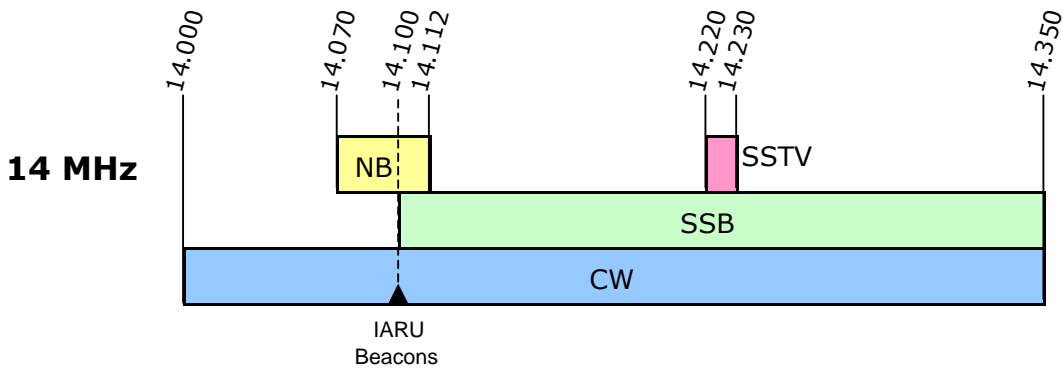 14.000
14.070
14.100
14.112
14.220
14.230
14.350
14 MHz
NB
SSTV
SSB
CW
IARU
Beacons